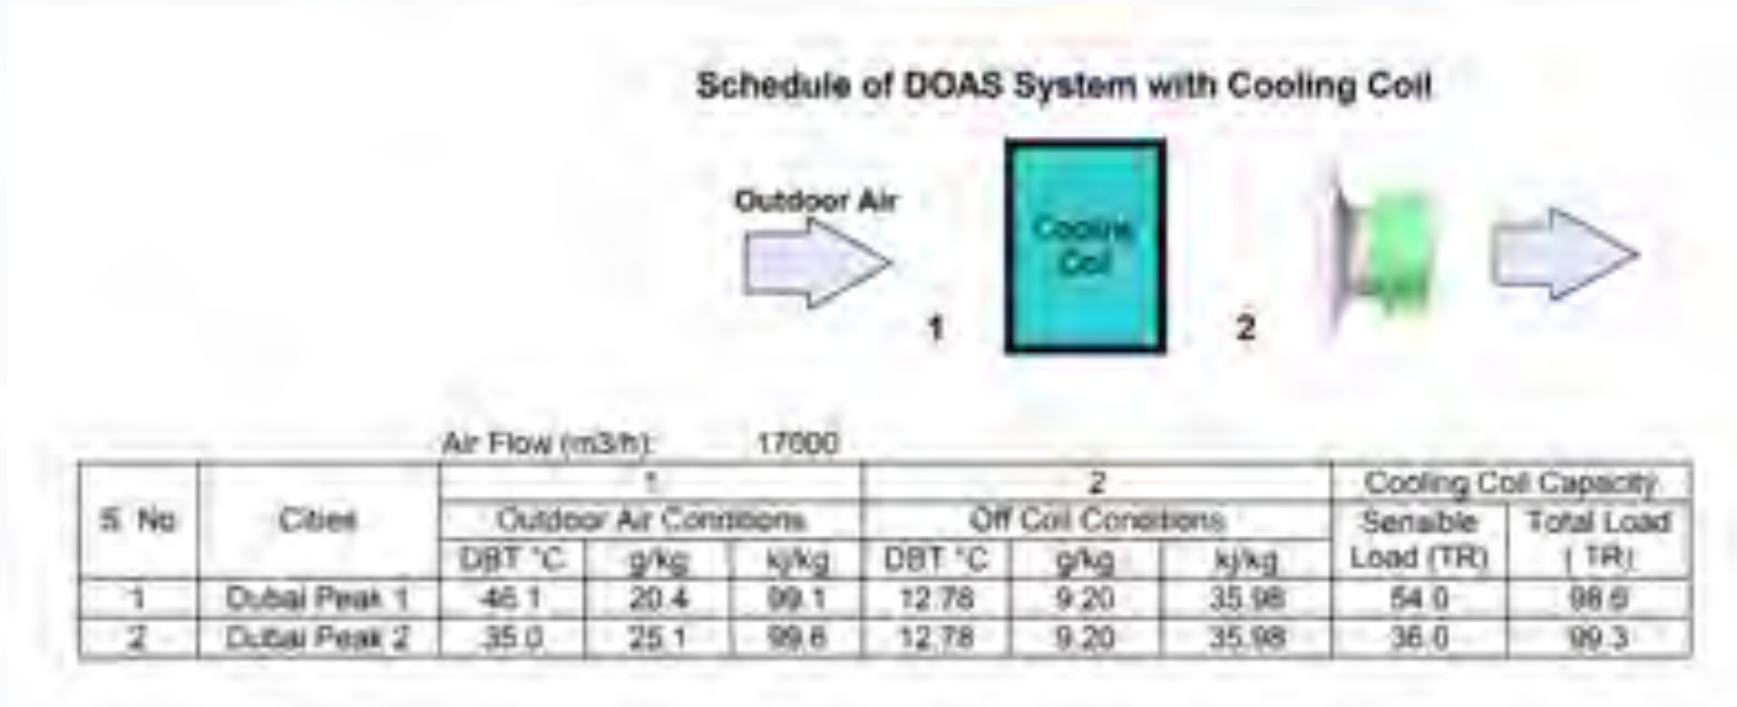 Schedule of DOAS System with Cooling Coil
Outdoor Air
Cooling
Coil
1
2
Air Flow (m3/h): 17000
S. No Cities 1 2 Cooling Coil Capacity
Outdoor Air Conditions Off Coil Conditions Sensible Load (TR) Total Load (TR)
DBT °C g/kg kj/kg DBT °C g/kg kj/kg
1 Dubai Peak 1 46.1 20.4 99.1 12.78 9.20 35.98 54.0 98.6
2 Dubai Peak 2 35.0 25.1 99.6 12.78 9.20 35.98 36.0 99.3